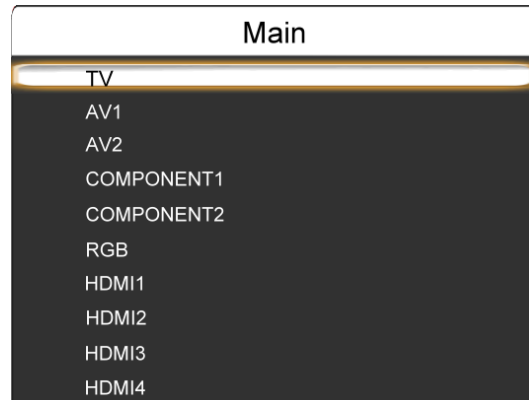 Main
TV
AV1
AV2
COMPONENT1
COMPONENT2
RGB
HDMI1
HDMI2
HDMI3
HDMI4